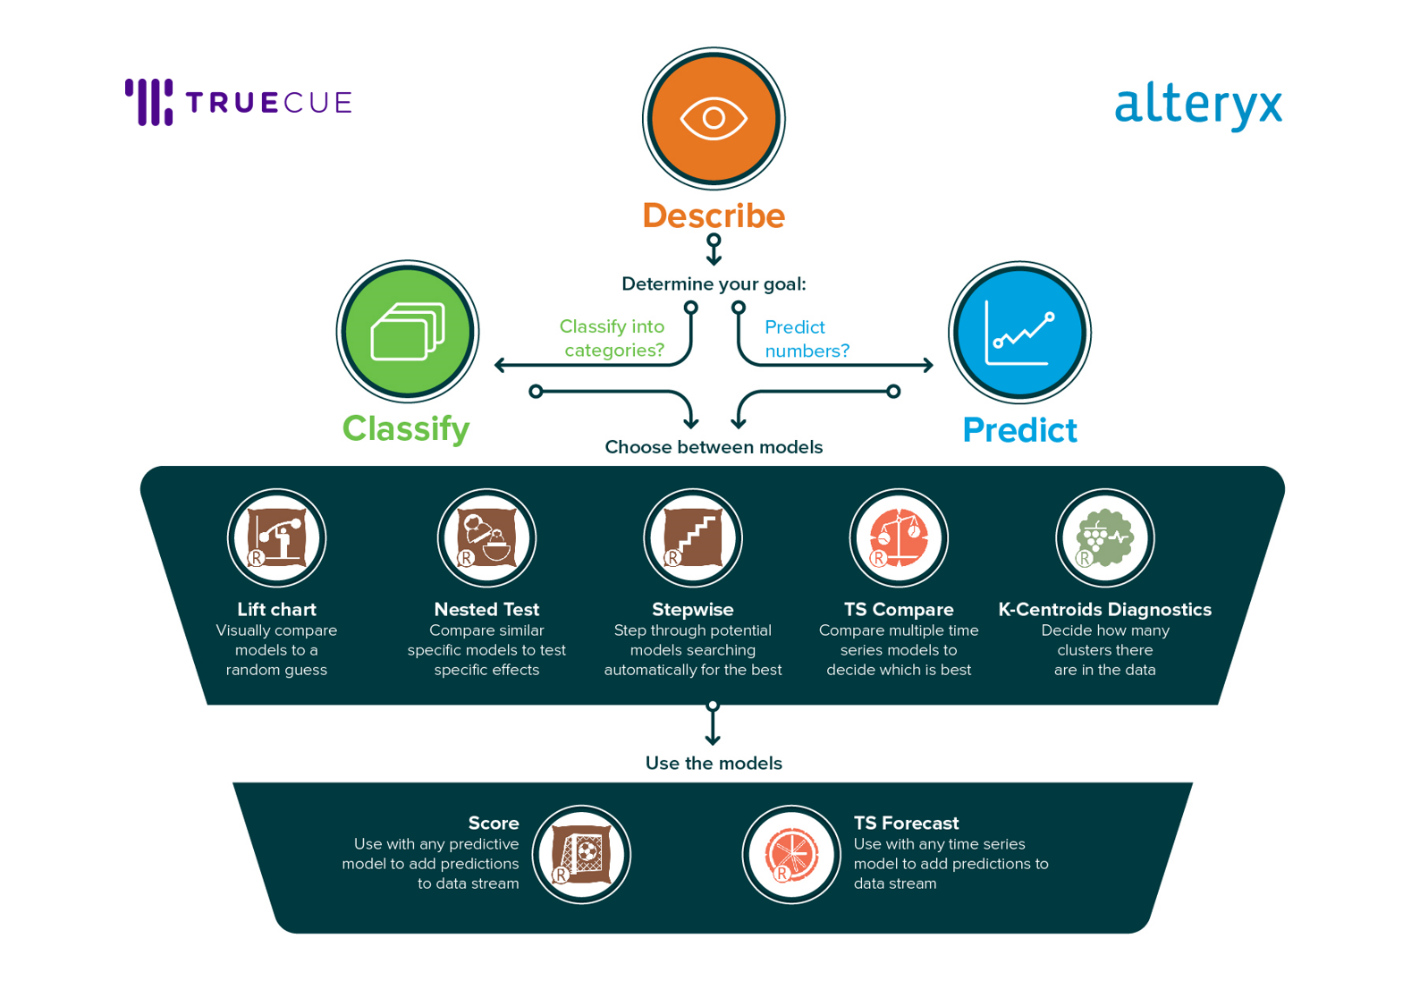 TRUECUE
alteryx
Describe
Determine your goal:
Classify into
categories?
Predict
numbers?
Classify
Predict
Choose between models
R
Lift chart
Visually compare
models to a
random guess
R
Nested Test
Compare similar
specific models to test
specific effects
R
Stepwise
Step through potential
models searching
automatically for the best
R
TS Compare
Compare multiple time
series models to
decide which is best
R
K-Centroids Diagnostics
Decide how many
clusters there
are in the data
Use the models
Score
Use with any predictive
model to add predictions
to data stream
R
R
TS Forecast
Use with any time series
model to add predictions to
data stream